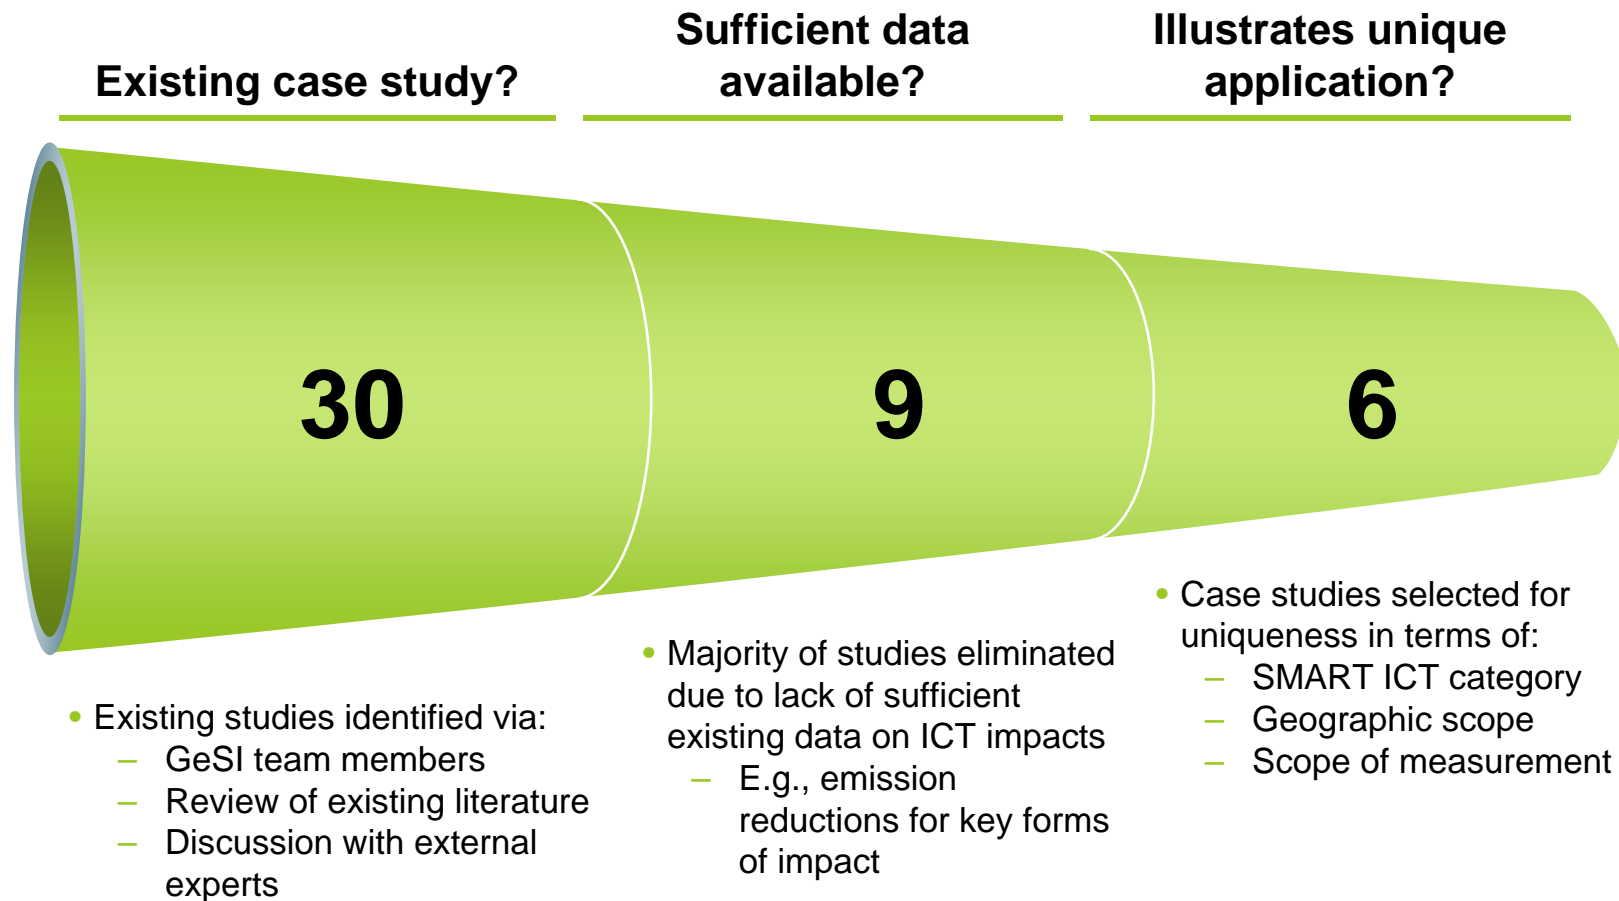 Existing case study?
Sufficient data
available?
Illustrates unique
application?
30
9
6
• Existing studies identified via:
– GeSI team members
– Review of existing literature
– Discussion with external
experts
• Majority of studies eliminated
due to lack of sufficient
existing data on ICT impacts
– E.g., emission
reductions for key forms
of impact
• Case studies selected for
uniqueness in terms of:
– SMART ICT category
– Geographic scope
– Scope of measurement